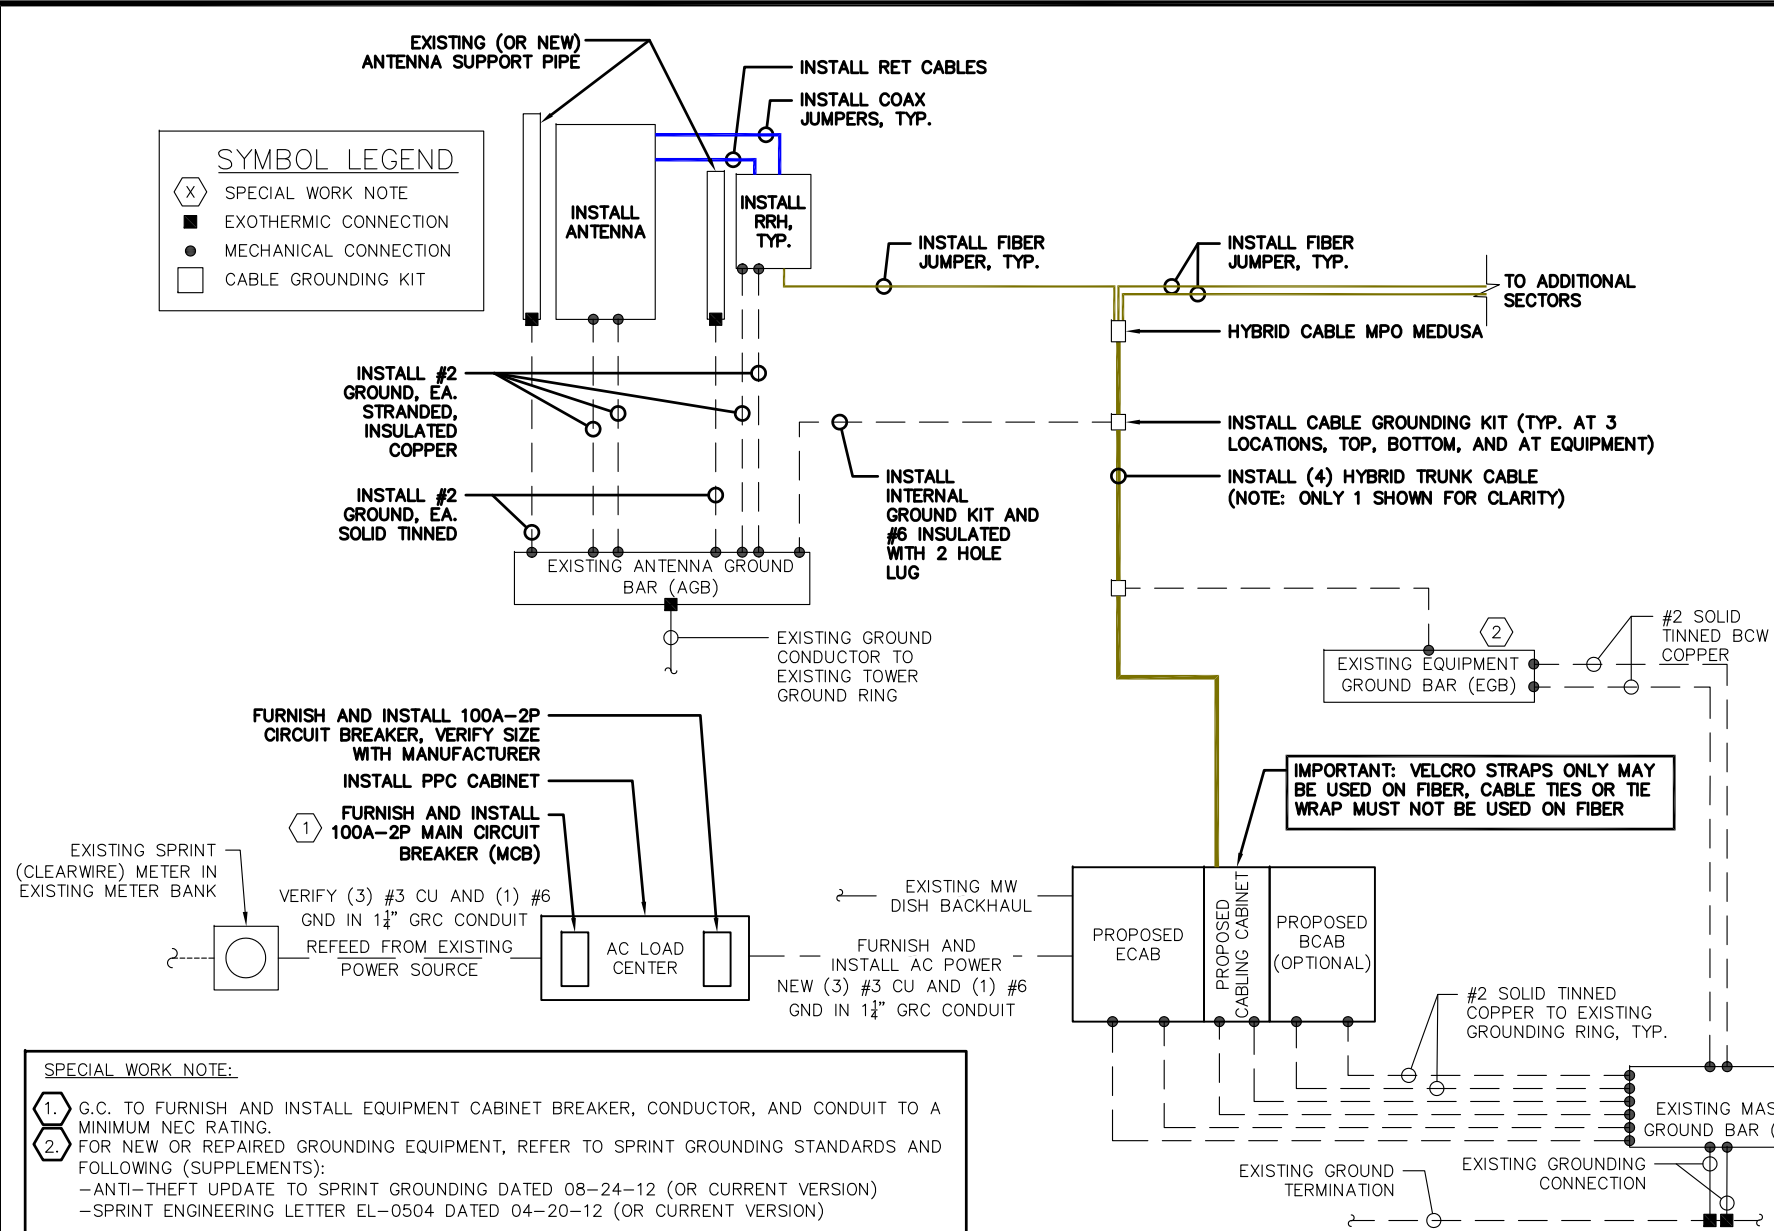 EXISTING (OR NEW)
ANTENNA SUPPORT PIPE
INSTALL RET CABLES
INSTALL COAX
JUMPERS, TYP.
SYMBOL LEGEND
X SPECIAL WORK NOTE
EXOTHERMIC CONNECTION
MECHANICAL CONNECTION
CABLE GROUNDING KIT
INSTALL
ANTENNA
INSTALL
RRH,
TYP.
INSTALL FIBER
JUMPER, TYP.
INSTALL FIBER
JUMPER, TYP.
TO ADDITIONAL
SECTORS
HYBRID CABLE MPO MEDUSA
INSTALL #2
GROUND, EA.
STRANDED,
INSULATED
COPPER
INSTALL CABLE GROUNDING KIT (TYP. AT 3
LOCATIONS, TOP, BOTTOM, AND AT EQUIPMENT)
INSTALL (4) HYBRID TRUNK CABLE
(NOTE: ONLY 1 SHOWN FOR CLARITY)
INSTALL #2
GROUND, EA.
SOLID TINNED
INSTALL
INTERNAL
GROUND KIT AND
#6 INSULATED
WITH 2 HOLE
LUG
EXISTING ANTENNA GROUND
BAR (AGB)
EXISTING GROUND
CONDUCTOR TO
EXISTING TOWER
GROUND RING
2
#2 SOLID
TINNED BCW
COPPER
EXISTING EQUIPMENT
GROUND BAR (EGB)
FURNISH AND INSTALL 100A-2P
CIRCUIT BREAKER, VERIFY SIZE
WITH MANUFACTURER
INSTALL PPC CABINET
1
FURNISH AND INSTALL
100A-2P MAIN CIRCUIT
BREAKER (MCB)
IMPORTANT: VELCRO STRAPS ONLY MAY
BE USED ON FIBER, CABLE TIES OR TIE
WRAP MUST NOT BE USED ON FIBER
EXISTING SPRINT
(CLEARWIRE) METER IN
EXISTING METER BANK
VERIFY (3) #3 CU AND (1) #6
GND IN 1¼" GRC CONDUIT
REFEED FROM EXISTING
POWER SOURCE
AC LOAD
CENTER
EXISTING MW
DISH BACKHAUL
FURNISH AND
INSTALL AC POWER
NEW (3) #3 CU AND (1) #6
GND IN 1¼" GRC CONDUIT
PROPOSED
ECAB
PROPOSED
CABLING CABINET
PROPOSED
BCAB
(OPTIONAL)
#2 SOLID TINNED
COPPER TO EXISTING
GROUNDING RING, TYP.
SPECIAL WORK NOTE:
1. G.C. TO FURNISH AND INSTALL EQUIPMENT CABINET BREAKER, CONDUCTOR, AND CONDUIT TO A
MINIMUM NEC RATING.
2. FOR NEW OR REPAIRED GROUNDING EQUIPMENT, REFER TO SPRINT GROUNDING STANDARDS AND
FOLLOWING (SUPPLEMENTS):
-ANTI-THEFT UPDATE TO SPRINT GROUNDING DATED 08-24-12 (OR CURRENT VERSION)
-SPRINT ENGINEERING LETTER EL-0504 DATED 04-20-12 (OR CURRENT VERSION)
EXISTING MAS
GROUND BAR (
EXISTING GROUND
TERMINATION
EXISTING GROUNDING
CONNECTION